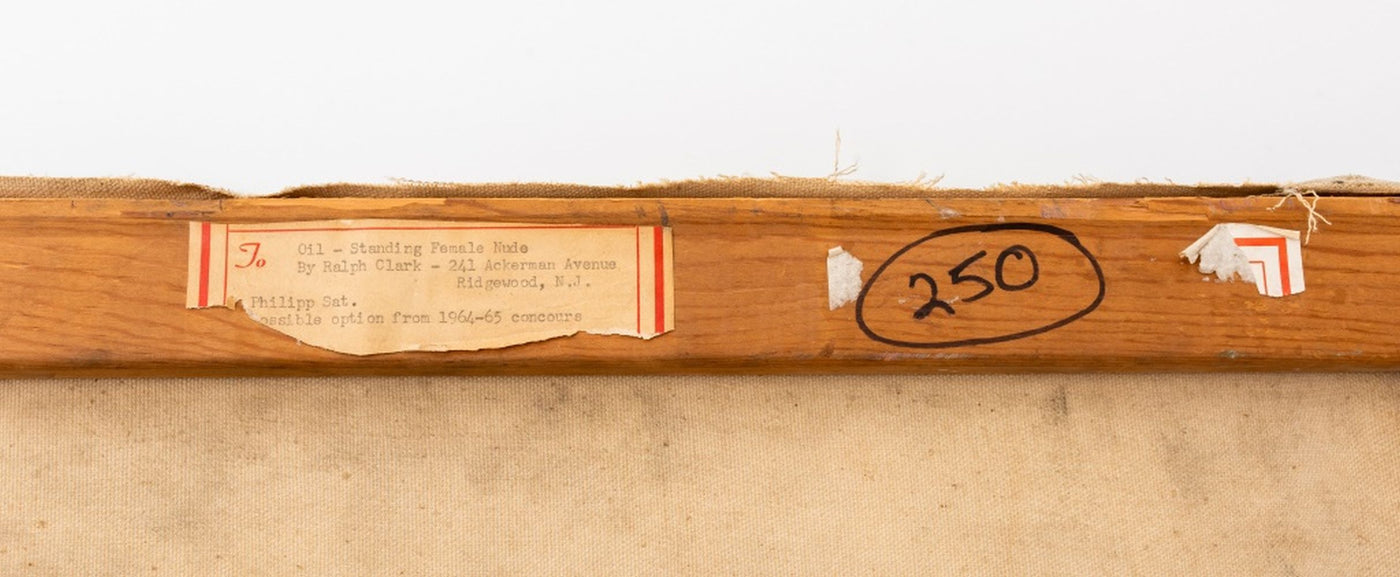 To
Oil - Standing Female Nude
By Ralph Clark - 241 Ackerman Avenue
Ridgewood, N.J.
Philipp Sat.
ossible option from 1964-65 concours
250